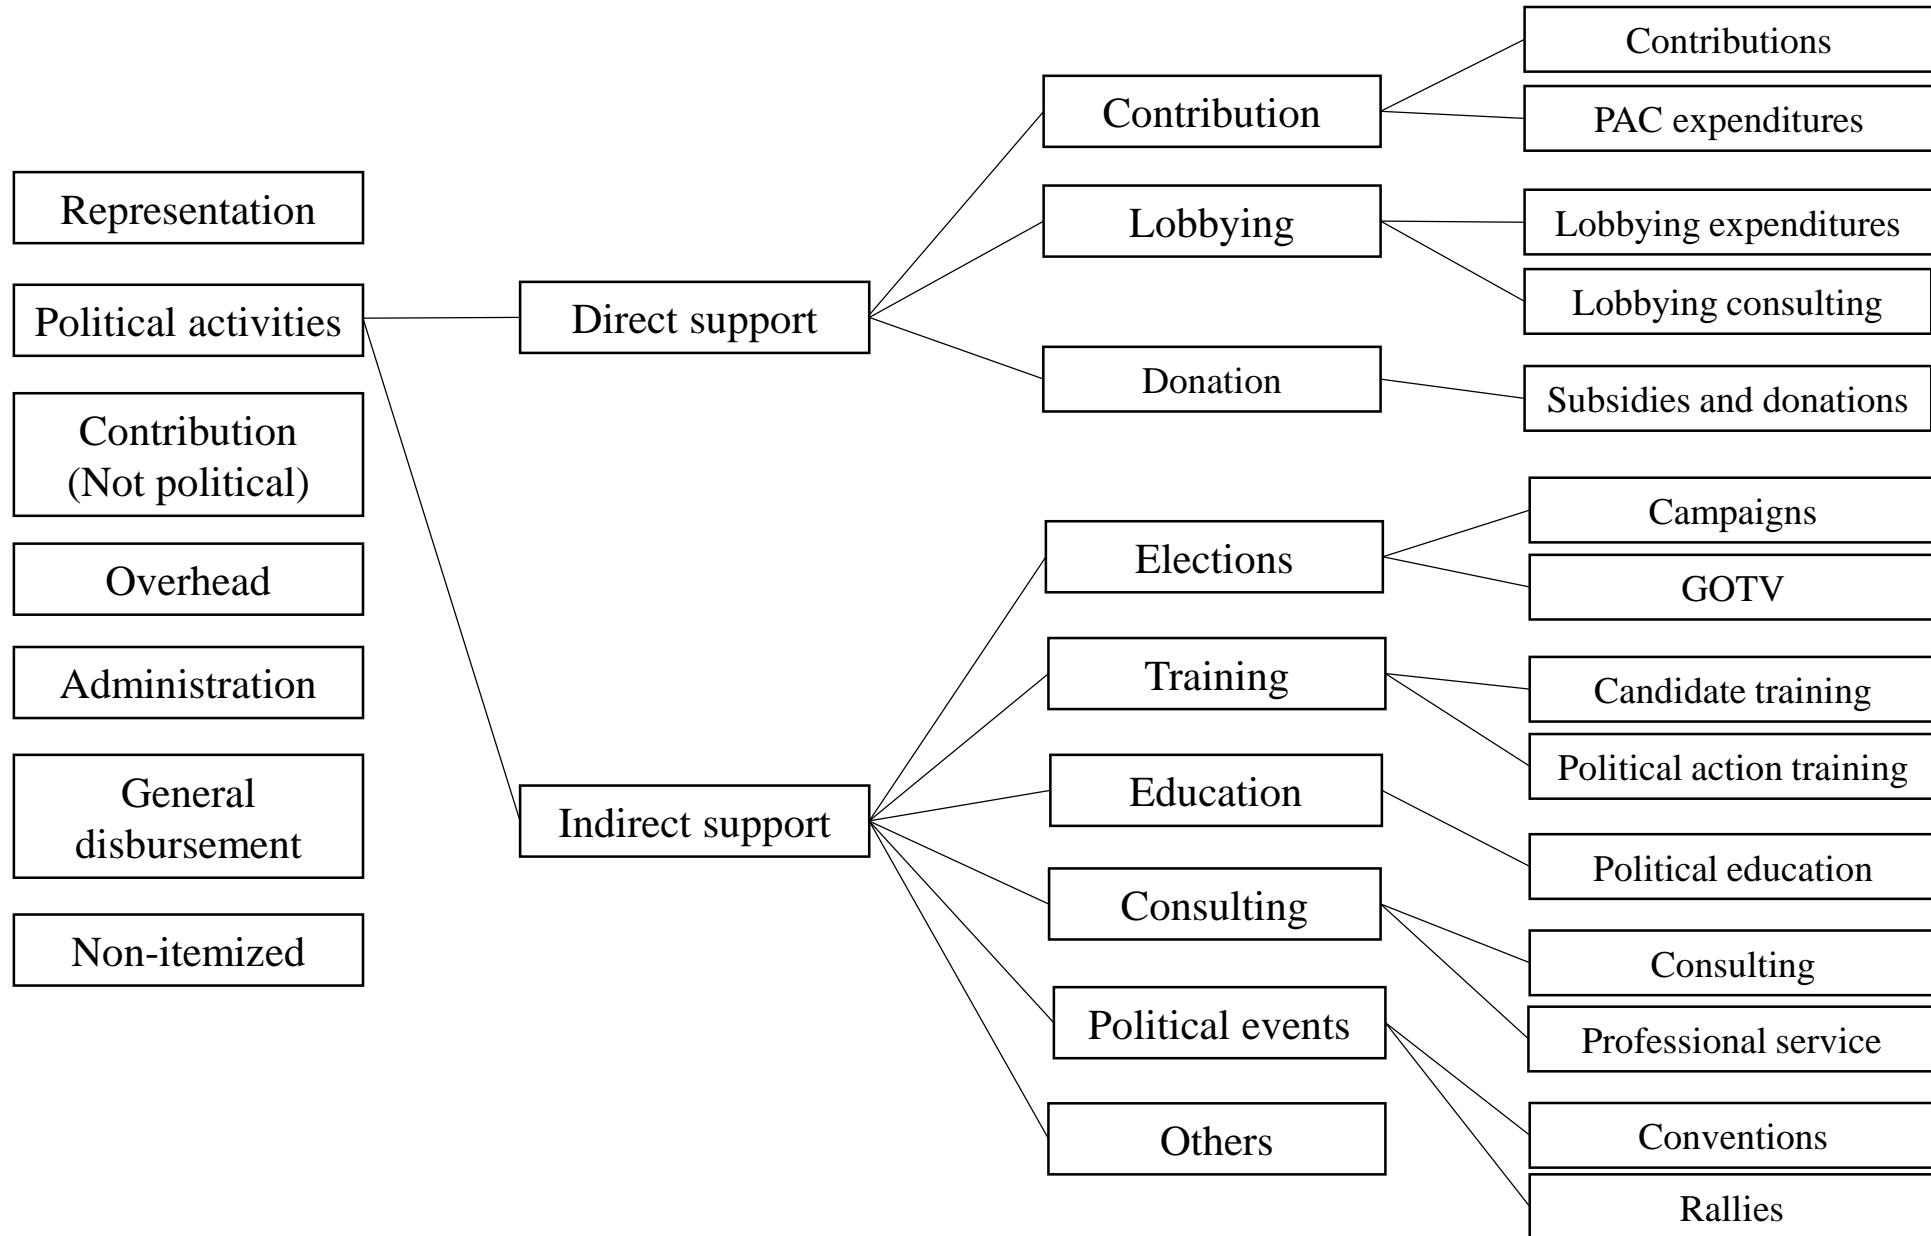 Representation
Political activities
Contribution
(Not political)
Overhead
Administration
General
disbursement
Non-itemized
Direct support
Indirect support
Contribution
Lobbying
Donation
Elections
Training
Education
Consulting
Political events
Others
Contributions
PAC expenditures
Lobbying expenditures
Lobbying consulting
Subsidies and donations
Campaigns
GOTV
Candidate training
Political action training
Political education
Consulting
Professional service
Conventions
Rallies